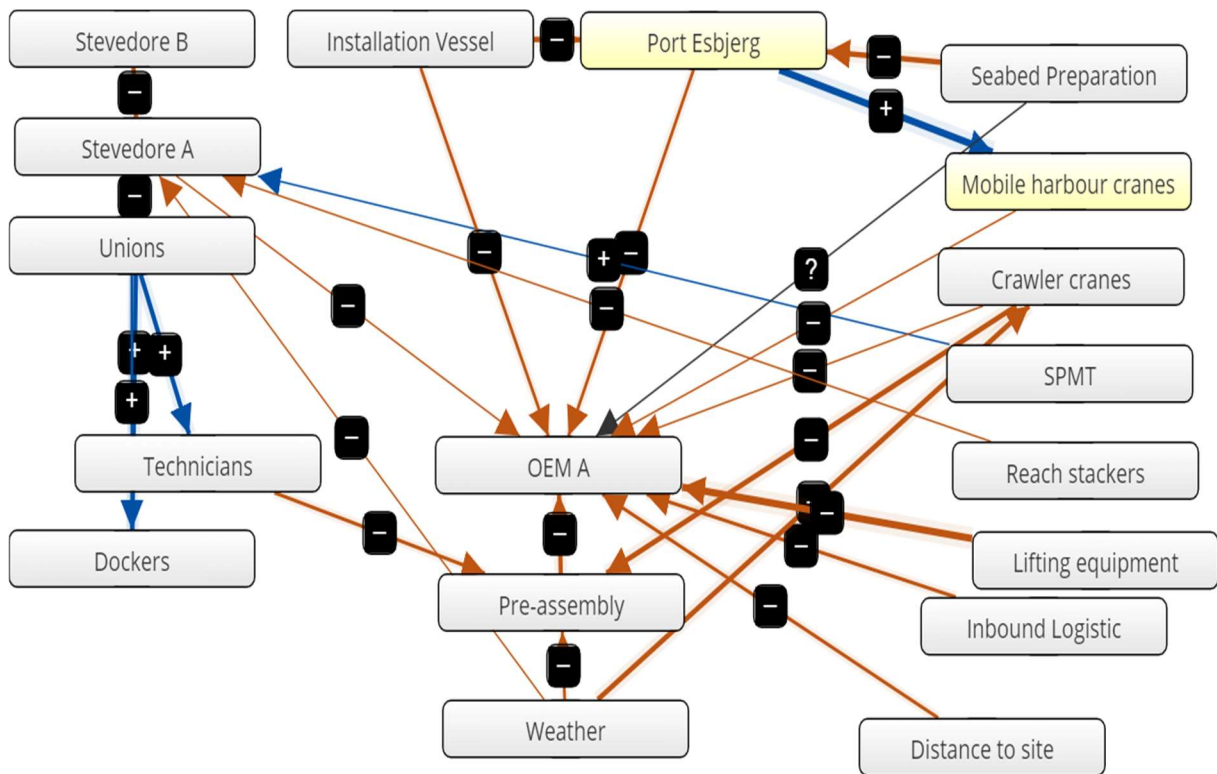 Stevedore B
Installation Vessel
−
Port Esbjerg
−
Seabed Preparation
−
+
Stevedore A
Mobile harbour cranes
−
Unions
−
+
−
?
Crawler cranes
−
−
−
+
+
−
SPMT
+
−
−
Technicians
OEM A
Reach stackers
−
−
−
−
Dockers
Lifting equipment
Pre-assembly
−
Inbound Logistic
−
Weather
Distance to site